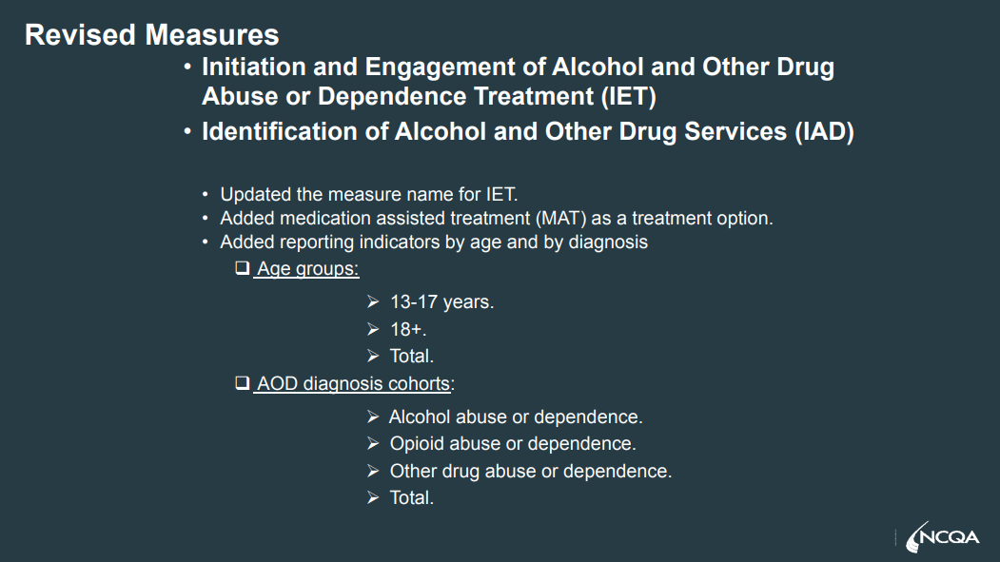 Revised Measures
• Initiation and Engagement of Alcohol and Other Drug
Abuse or Dependence Treatment (IET)
• Identification of Alcohol and Other Drug Services (IAD)
• Updated the measure name for IET.
• Added medication assisted treatment (MAT) as a treatment option.
• Added reporting indicators by age and by diagnosis
❑ Age groups:
➢ 13-17 years.
➢ 18+.
➢ Total.
❑ AOD diagnosis cohorts:
➢ Alcohol abuse or dependence.
➢ Opioid abuse or dependence.
➢ Other drug abuse or dependence.
➢ Total.
NCQA